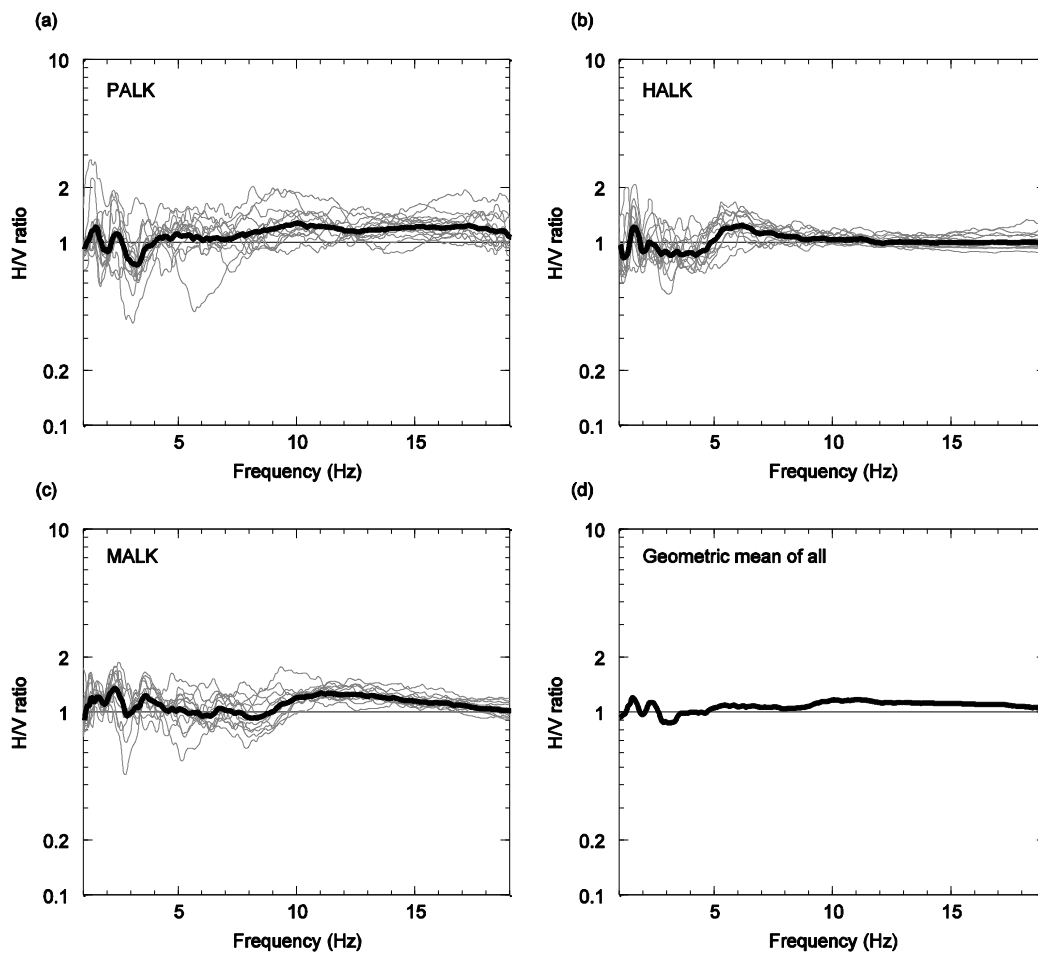 (a)
10
PALK
2
1
0.2
0.1
H/V ratio
5 10 15
Frequency (Hz)
(b)
10
HALK
2
1
0.2
0.1
H/V ratio
5 10 15
Frequency (Hz)
(c)
10
MALK
2
1
0.2
0.1
H/V ratio
5 10 15
Frequency (Hz)
(d)
10
Geometric mean of all
2
1
0.2
0.1
H/V ratio
5 10 15
Frequency (Hz)